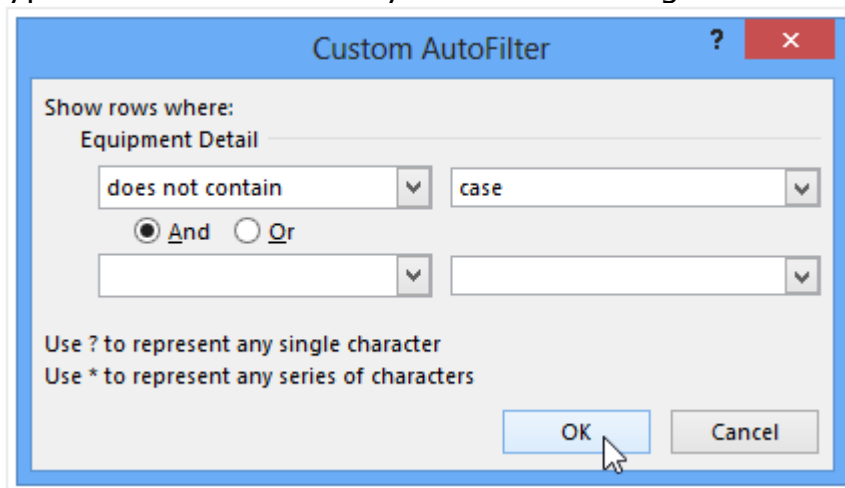 Custom AutoFilter ? ×
Show rows where:
Equipment Detail
does not contain case
And Or
Use ? to represent any single character
Use * to represent any series of characters
OK Cancel